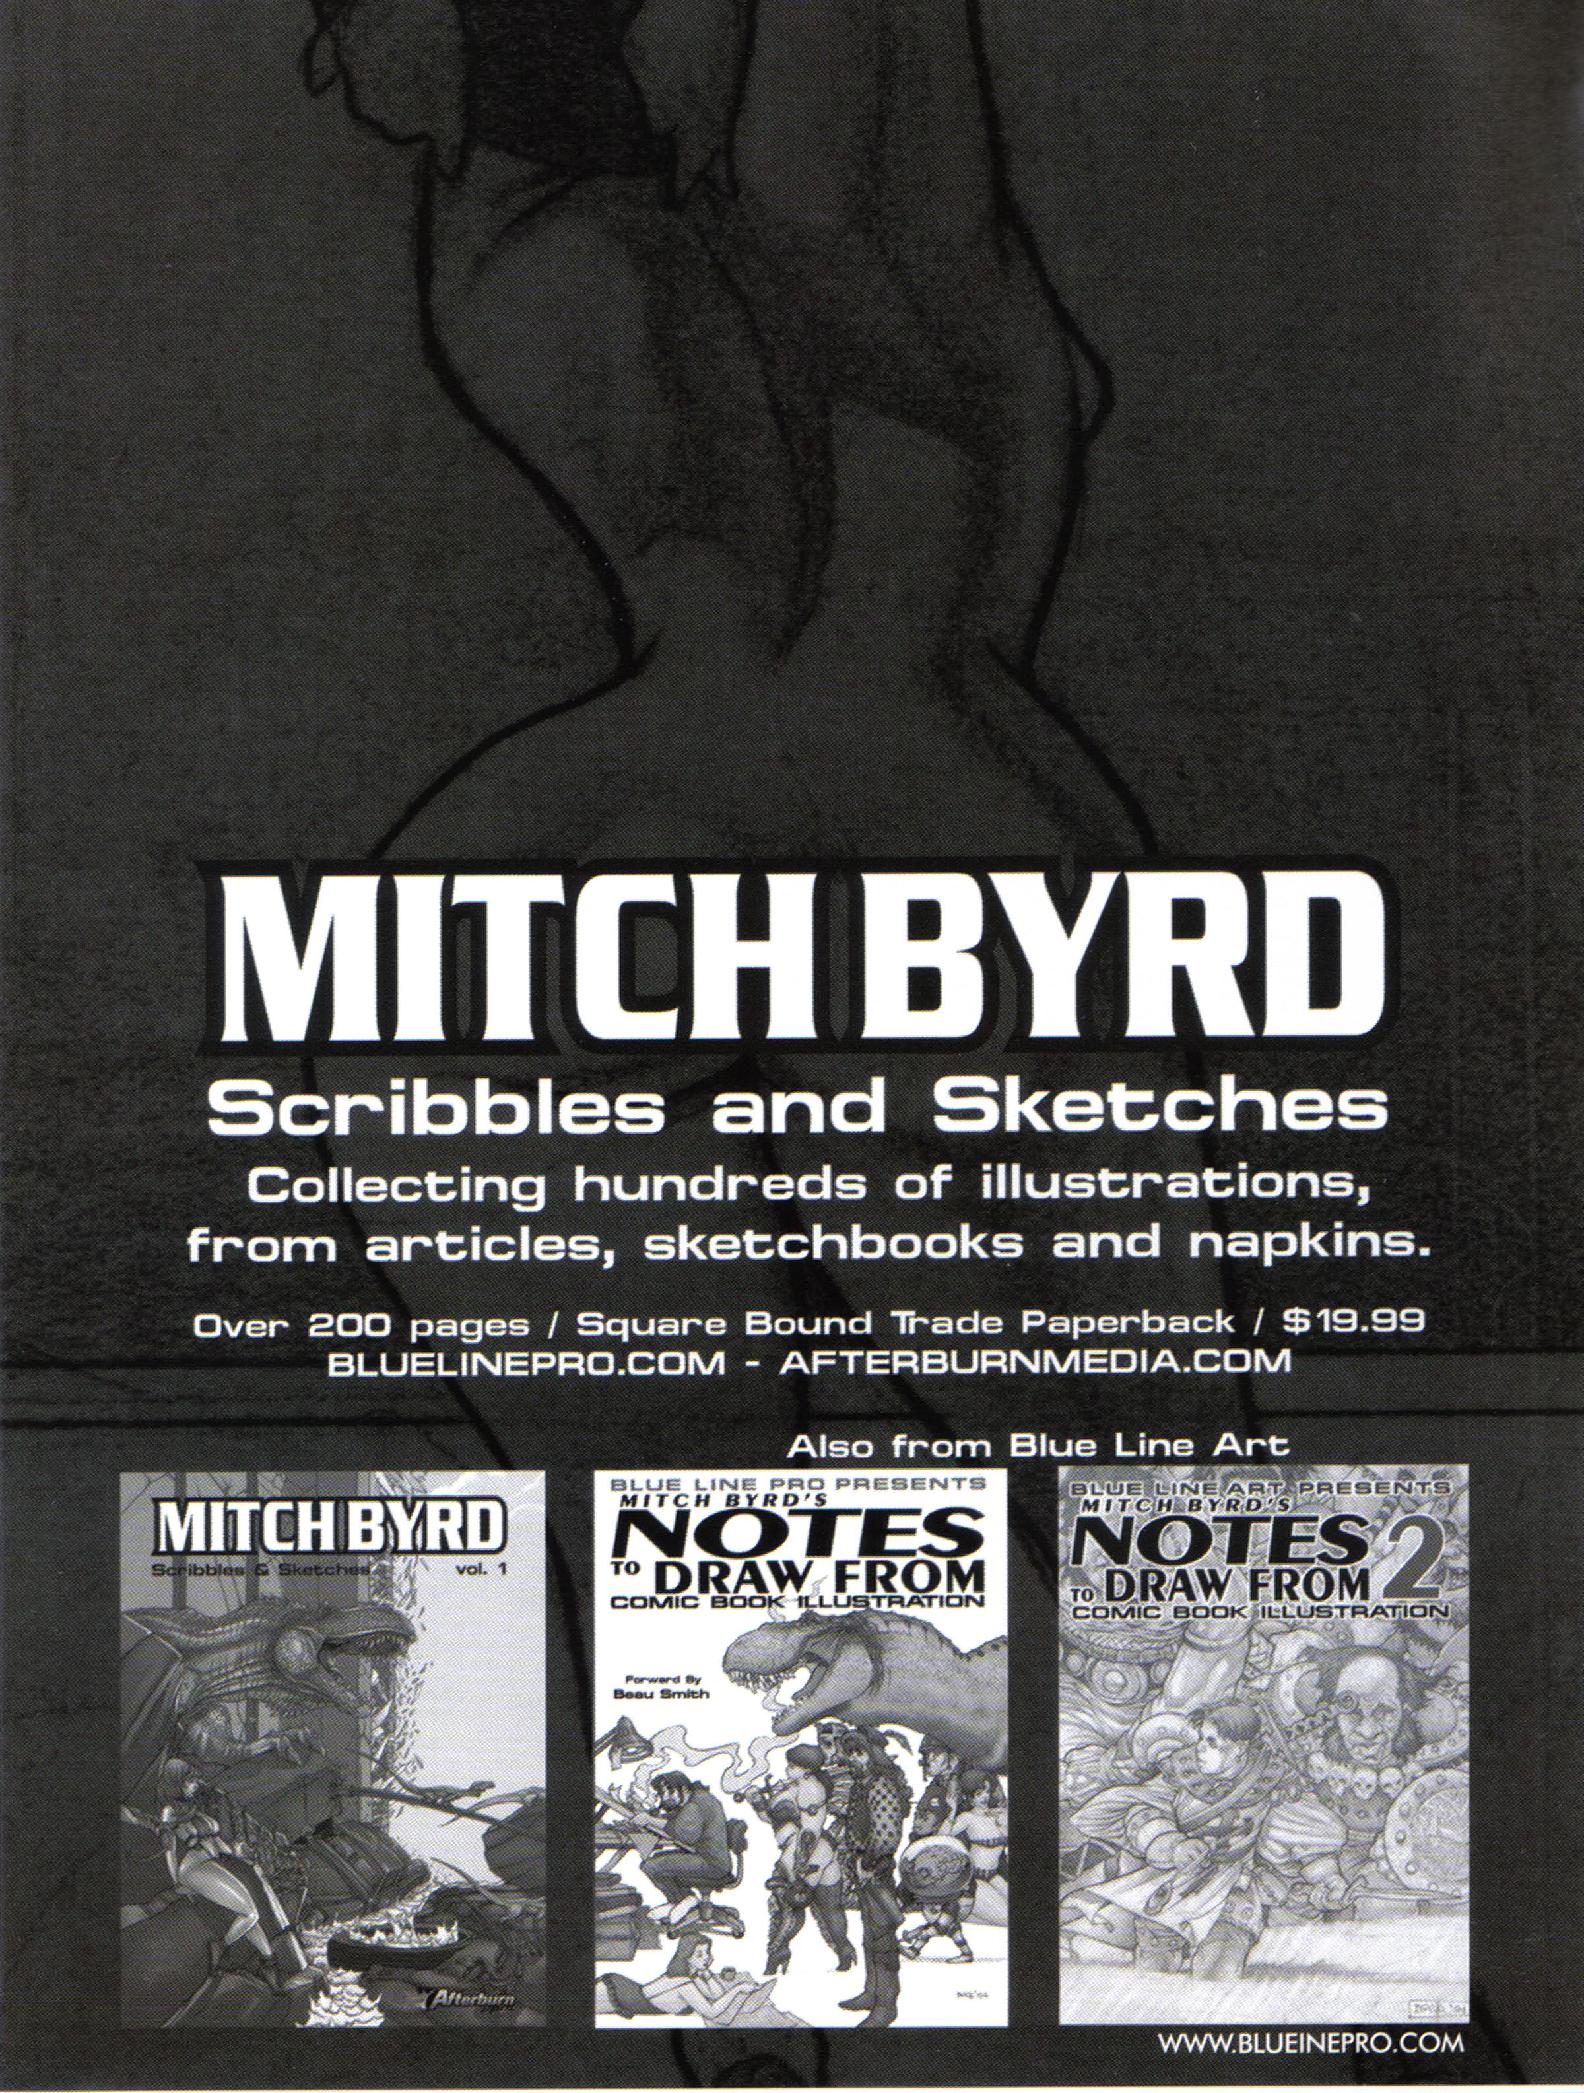 MITCH BYRD
Scribbles and Sketches
Collecting hundreds of illustrations,
from articles, sketchbooks and napkins.
Over 200 pages / Square Bound Trade Paperback / $19.99
BLUELINEPRO.COM - AFTERBURNMEDIA.COM
Also from Blue Line Art
MITCH BYRD
Scribbles & Sketches vol. 1
Afterburn
BLUE LINE PRO PRESENTS
MITCH BYRD'S
NOTES
TO DRAW FROM
COMIC BOOK ILLUSTRATION
Forward By
Beau Smith
BLUE LINE ART PRESENTS
MITCH BYRD'S
NOTES 2
TO DRAW FROM
COMIC BOOK ILLUSTRATION
WWW.BLUEINEPRO.COM